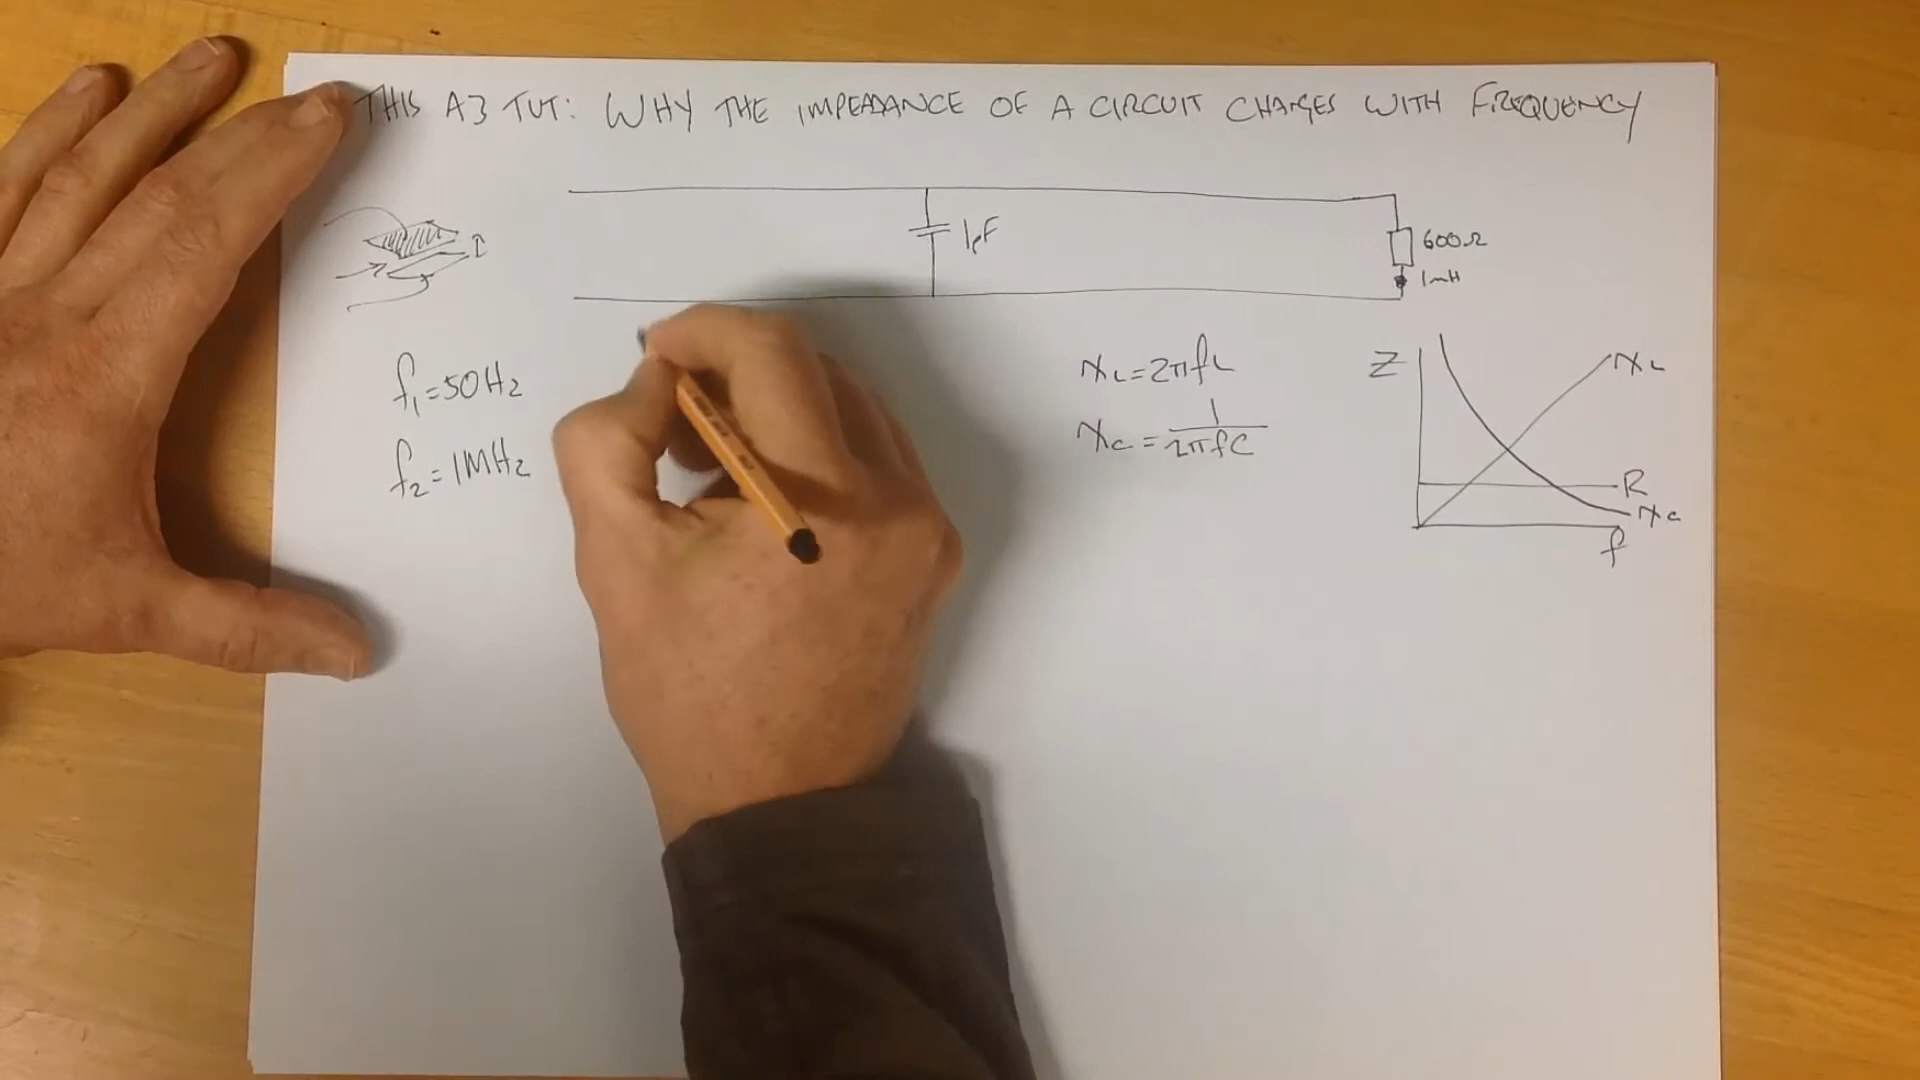 THIS A3 TUT: WHY THE IMPEDANCE OF A CIRCUIT CHANGES WITH FREQUENCY
1pF
600Ω
1mH
f₁=50Hz
f₂=1MHz
XL=2πfL
XC=1/2πfC
Z
XL
R
XC
f